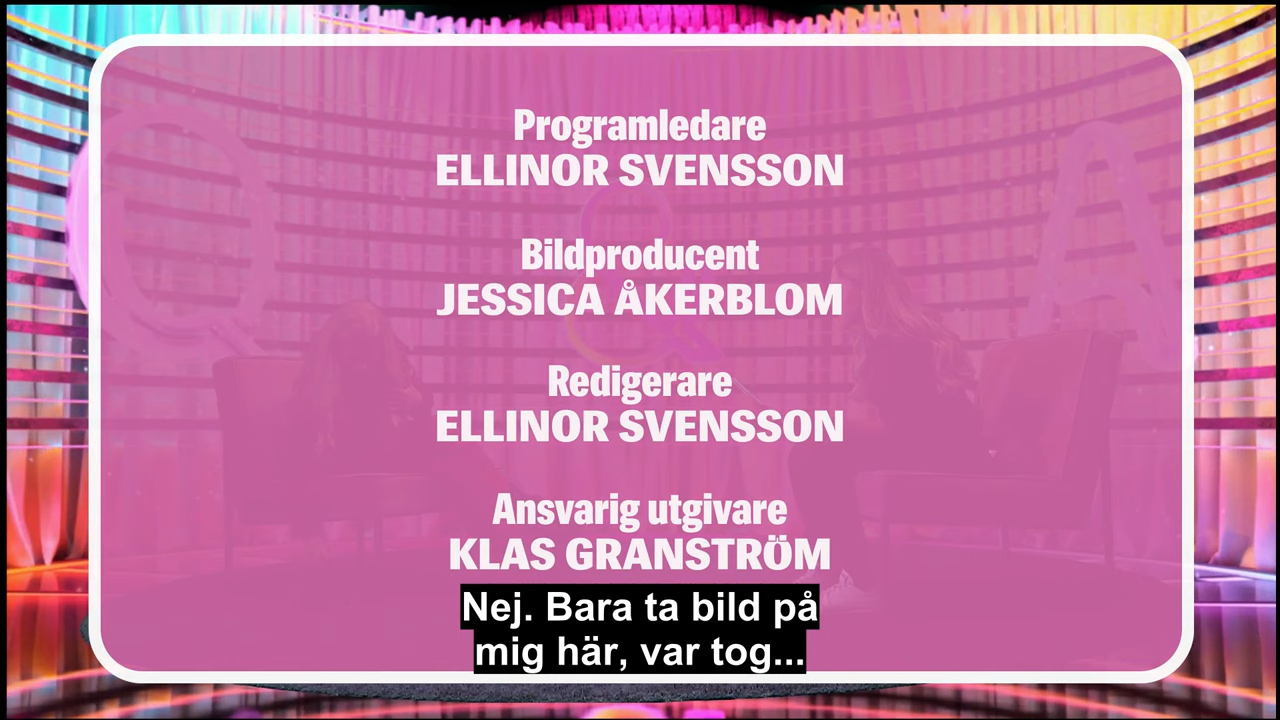 Programledare
ELLINOR SVENSSON
Bildproducent
JESSICA ÅKERBLOM
Redigerare
ELLINOR SVENSSON
Ansvarig utgivare
KLAS GRANSTRÖM
Nej. Bara ta bild på
mig här, var tog...